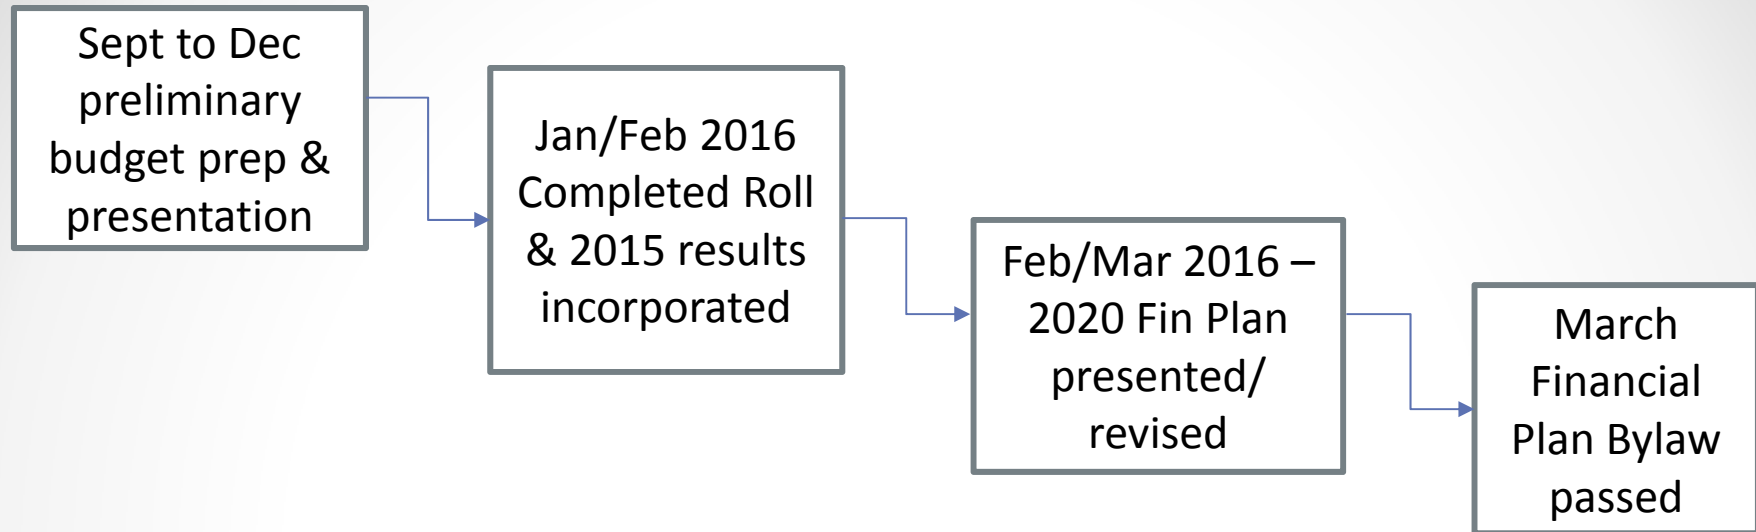 Sept to Dec
preliminary
budget prep &
presentation
Jan/Feb 2016
Completed Roll
& 2015 results
incorporated
Feb/Mar 2016 –
2020 Fin Plan
presented/
revised
March
Financial
Plan Bylaw
passed